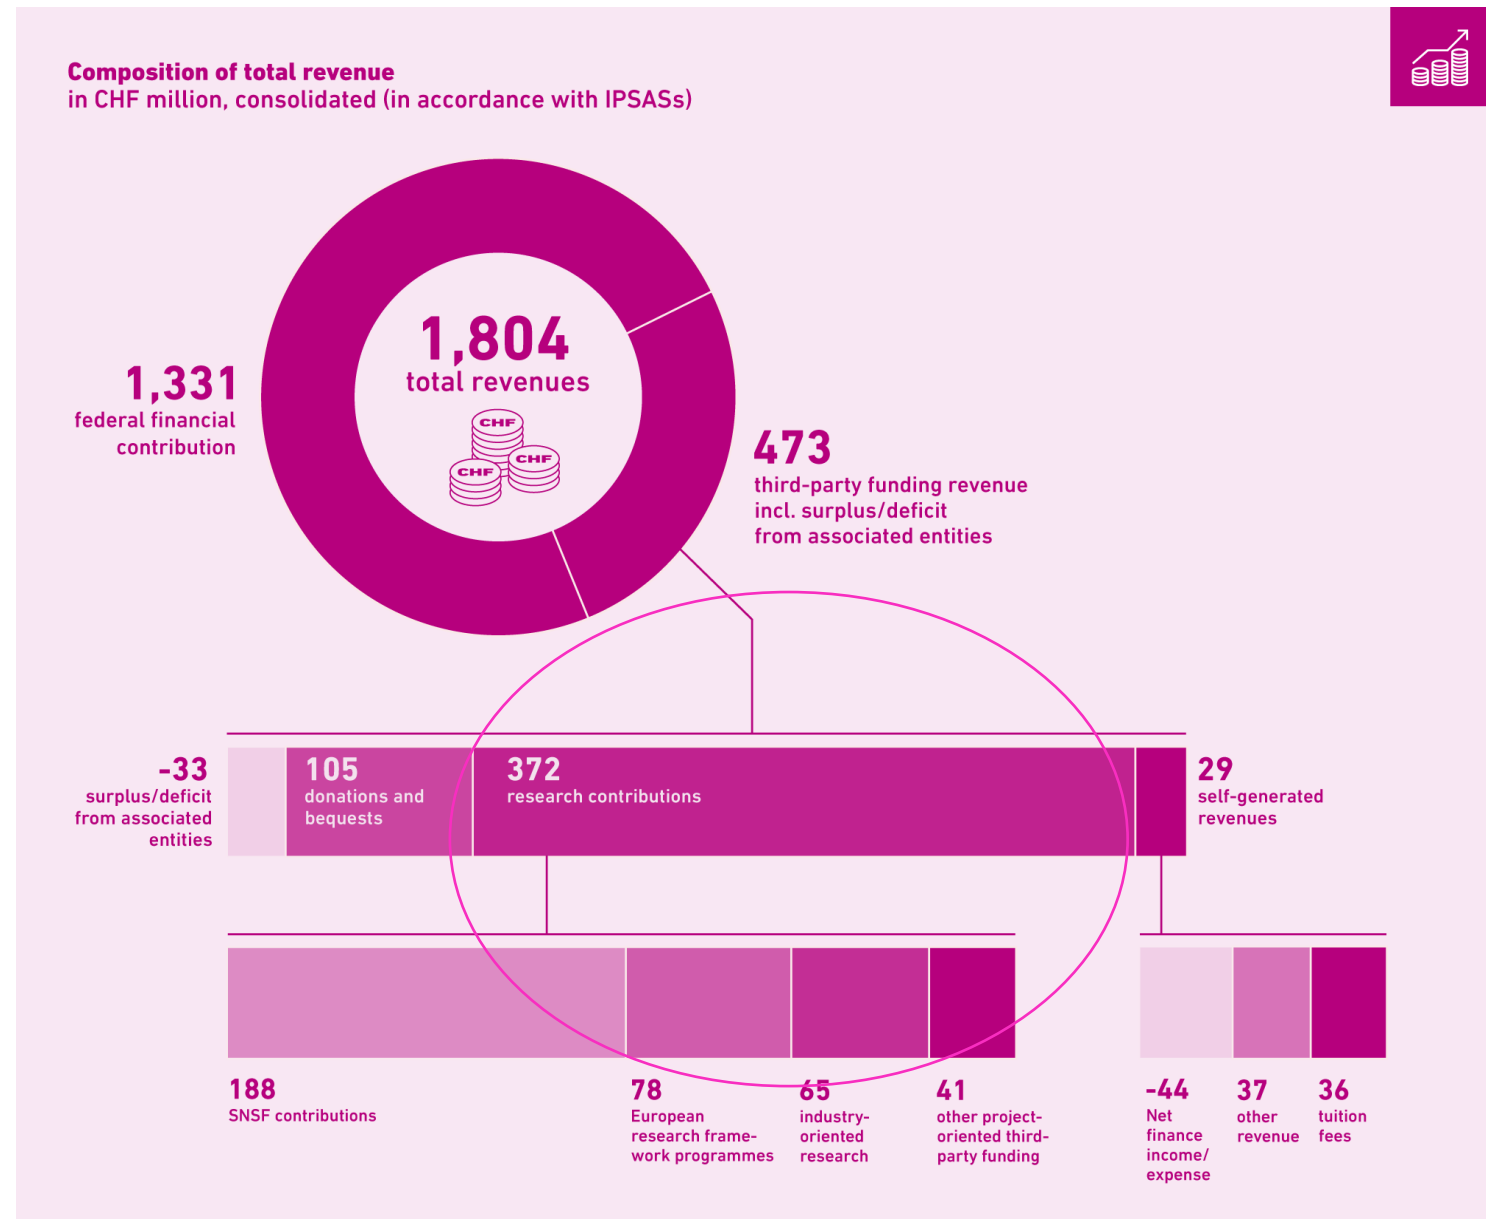 Composition of total revenue
in CHF million, consolidated (in accordance with IPSASs)
1,804
total revenues
CHF
CHF
CHF
1,331
federal financial
contribution
473
third-party funding revenue
incl. surplus/deficit
from associated entities
-33
surplus/deficit
from associated
entities
105
donations and
bequests
372
research contributions
29
self-generated
revenues
188
SNSF contributions
78
European
research frame-
work programmes
65
industry-
oriented
research
41
other project-
oriented third-
party funding
-44
Net
finance
income/
expense
37
other
revenue
36
tuition
fees